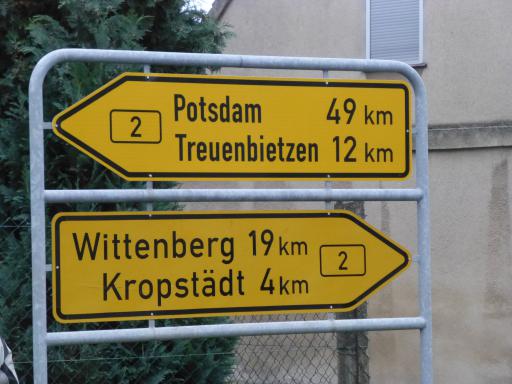 2 Potsdam 49 km
Treuenbietzen 12 km
Wittenberg 19 km 2
Kropstädt 4 km